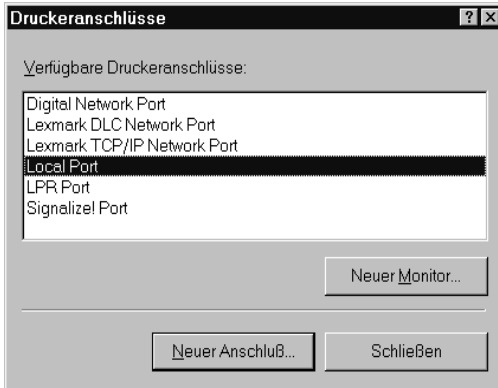 Druckeranschlüsse
Verfügbare Druckeranschlüsse:
Digital Network Port
Lexmark DLC Network Port
Lexmark TCP/IP Network Port
Local Port
LPR Port
Signalize! Port
Neuer Monitor...
Neuer Anschluß...
Schließen